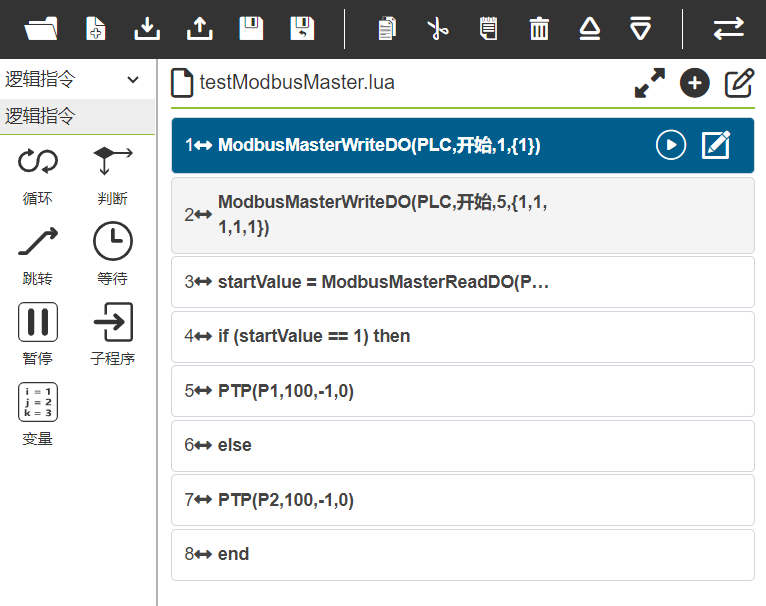 逻辑指令
逻辑指令
循环
判断
跳转
等待
暂停
子程序
i = 1
j = 2
k = 3
变量
testModbusMaster.lua
1 ModbusMasterWriteDO(PLC,开始,1,{1})
2 ModbusMasterWriteDO(PLC,开始,5,{1,1,
1,1,1})
3 startValue = ModbusMasterReadDO(P...
4 if (startValue == 1) then
5 PTP(P1,100,-1,0)
6 else
7 PTP(P2,100,-1,0)
8 end